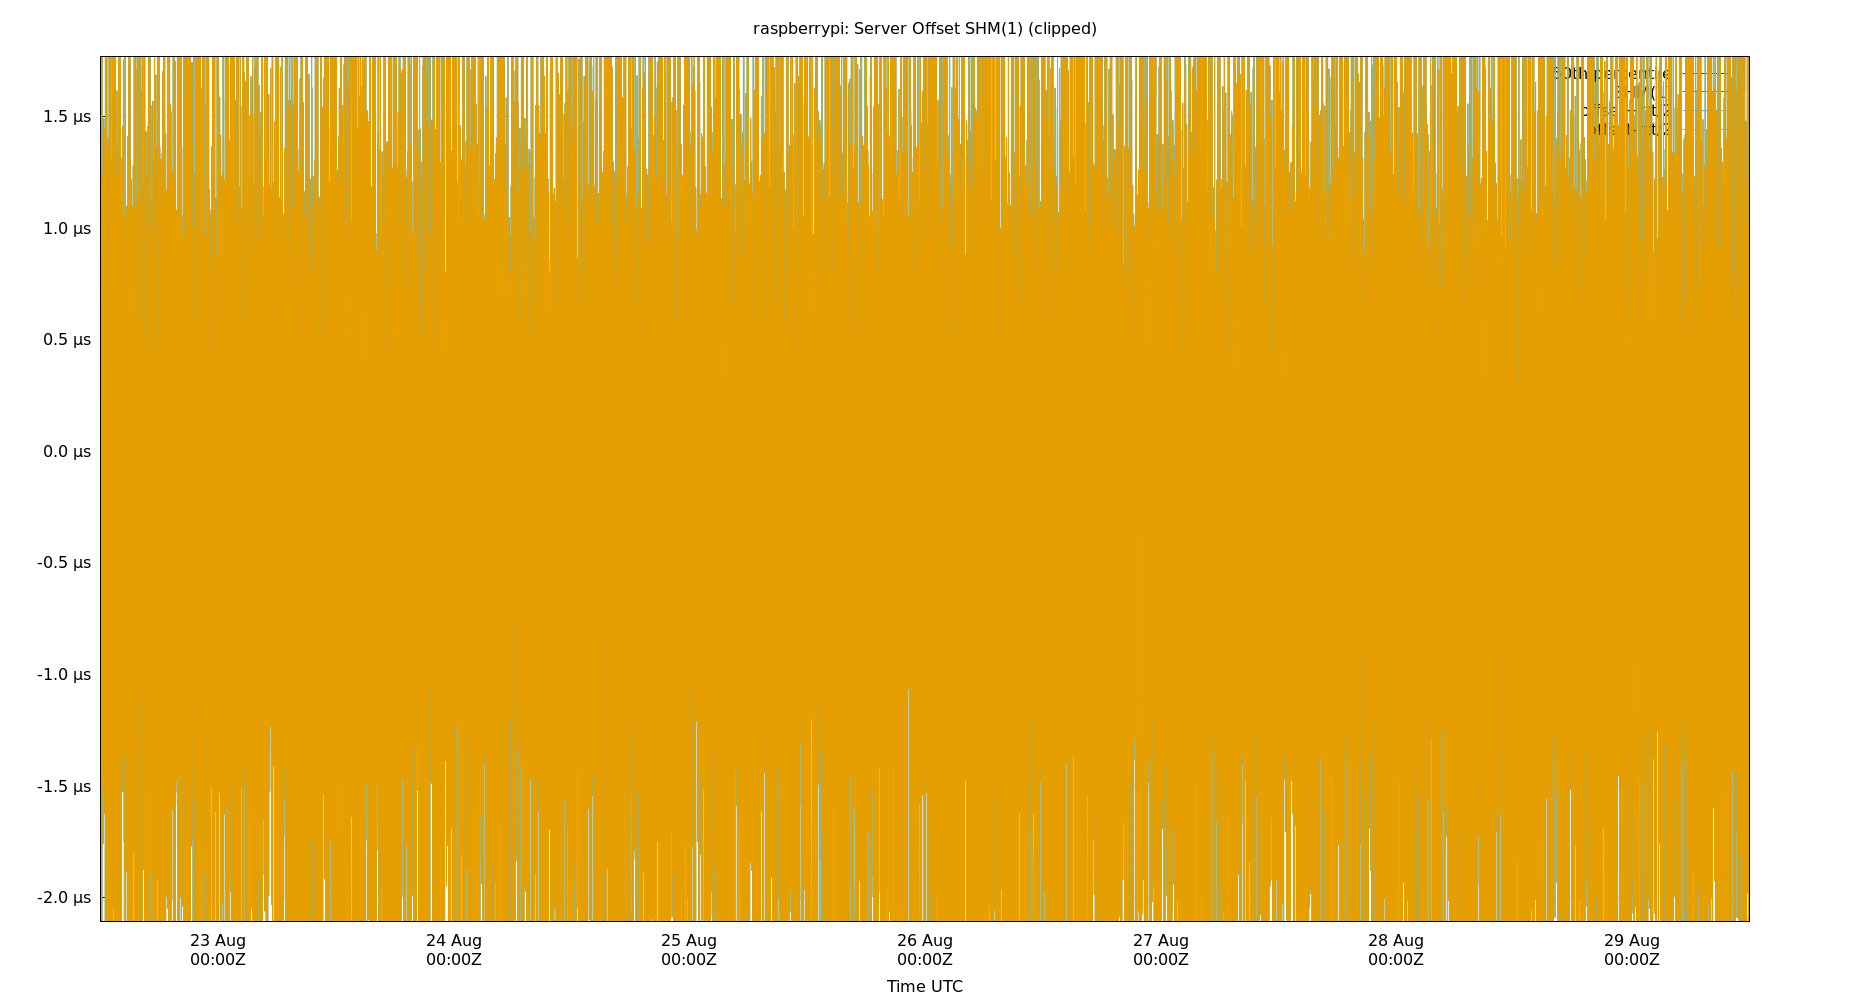 raspberrypi: Server Offset SHM(1) (clipped)
1.5 µs
1.0 µs
0.5 µs
0.0 µs
-0.5 µs
-1.0 µs
-1.5 µs
-2.0 µs
23 Aug 24 Aug 25 Aug 26 Aug 27 Aug 28 Aug 29 Aug
00:00Z 00:00Z 00:00Z 00:00Z 00:00Z 00:00Z 00:00Z
Time UTC